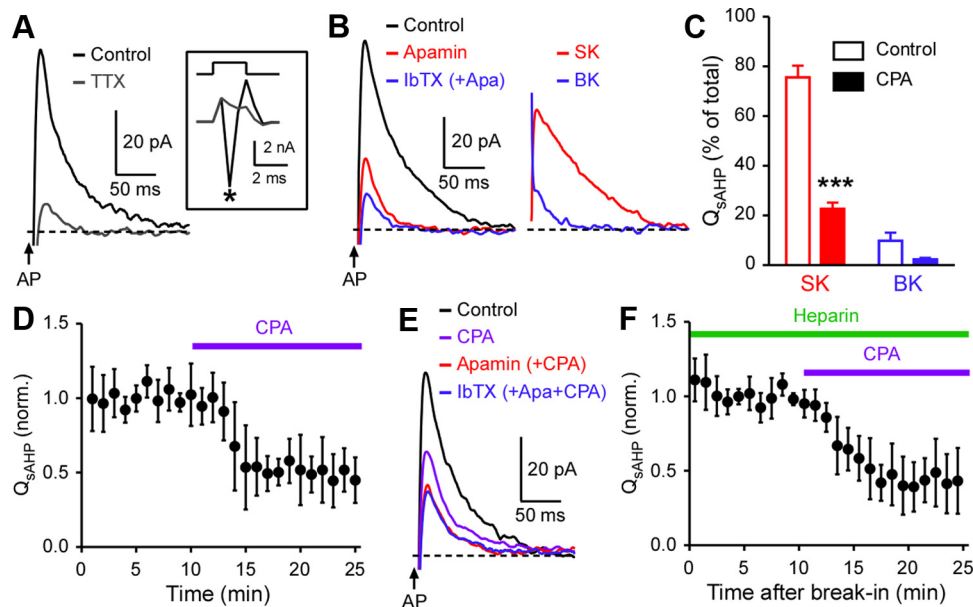 A
Control
TTX
20 pA
50 ms
2 nA
2 ms
*
AP
B
Control
Apamin
IbTX (+Apa)
SK
BK
20 pA
50 ms
AP
C
Control
CPA
QsAHP (% of total)
100
80
60
40
20
0
***
SK
BK
D
CPA
QsAHP (norm.)
1.5
1.0
0.5
0.0
0
5
10
15
20
25
Time (min)
E
Control
CPA
Apamin (+CPA)
IbTX (+Apa+CPA)
20 pA
50 ms
AP
F
Heparin
CPA
QsAHP (norm.)
1.5
1.0
0.5
0.0
0
5
10
15
20
25
Time after break-in (min)